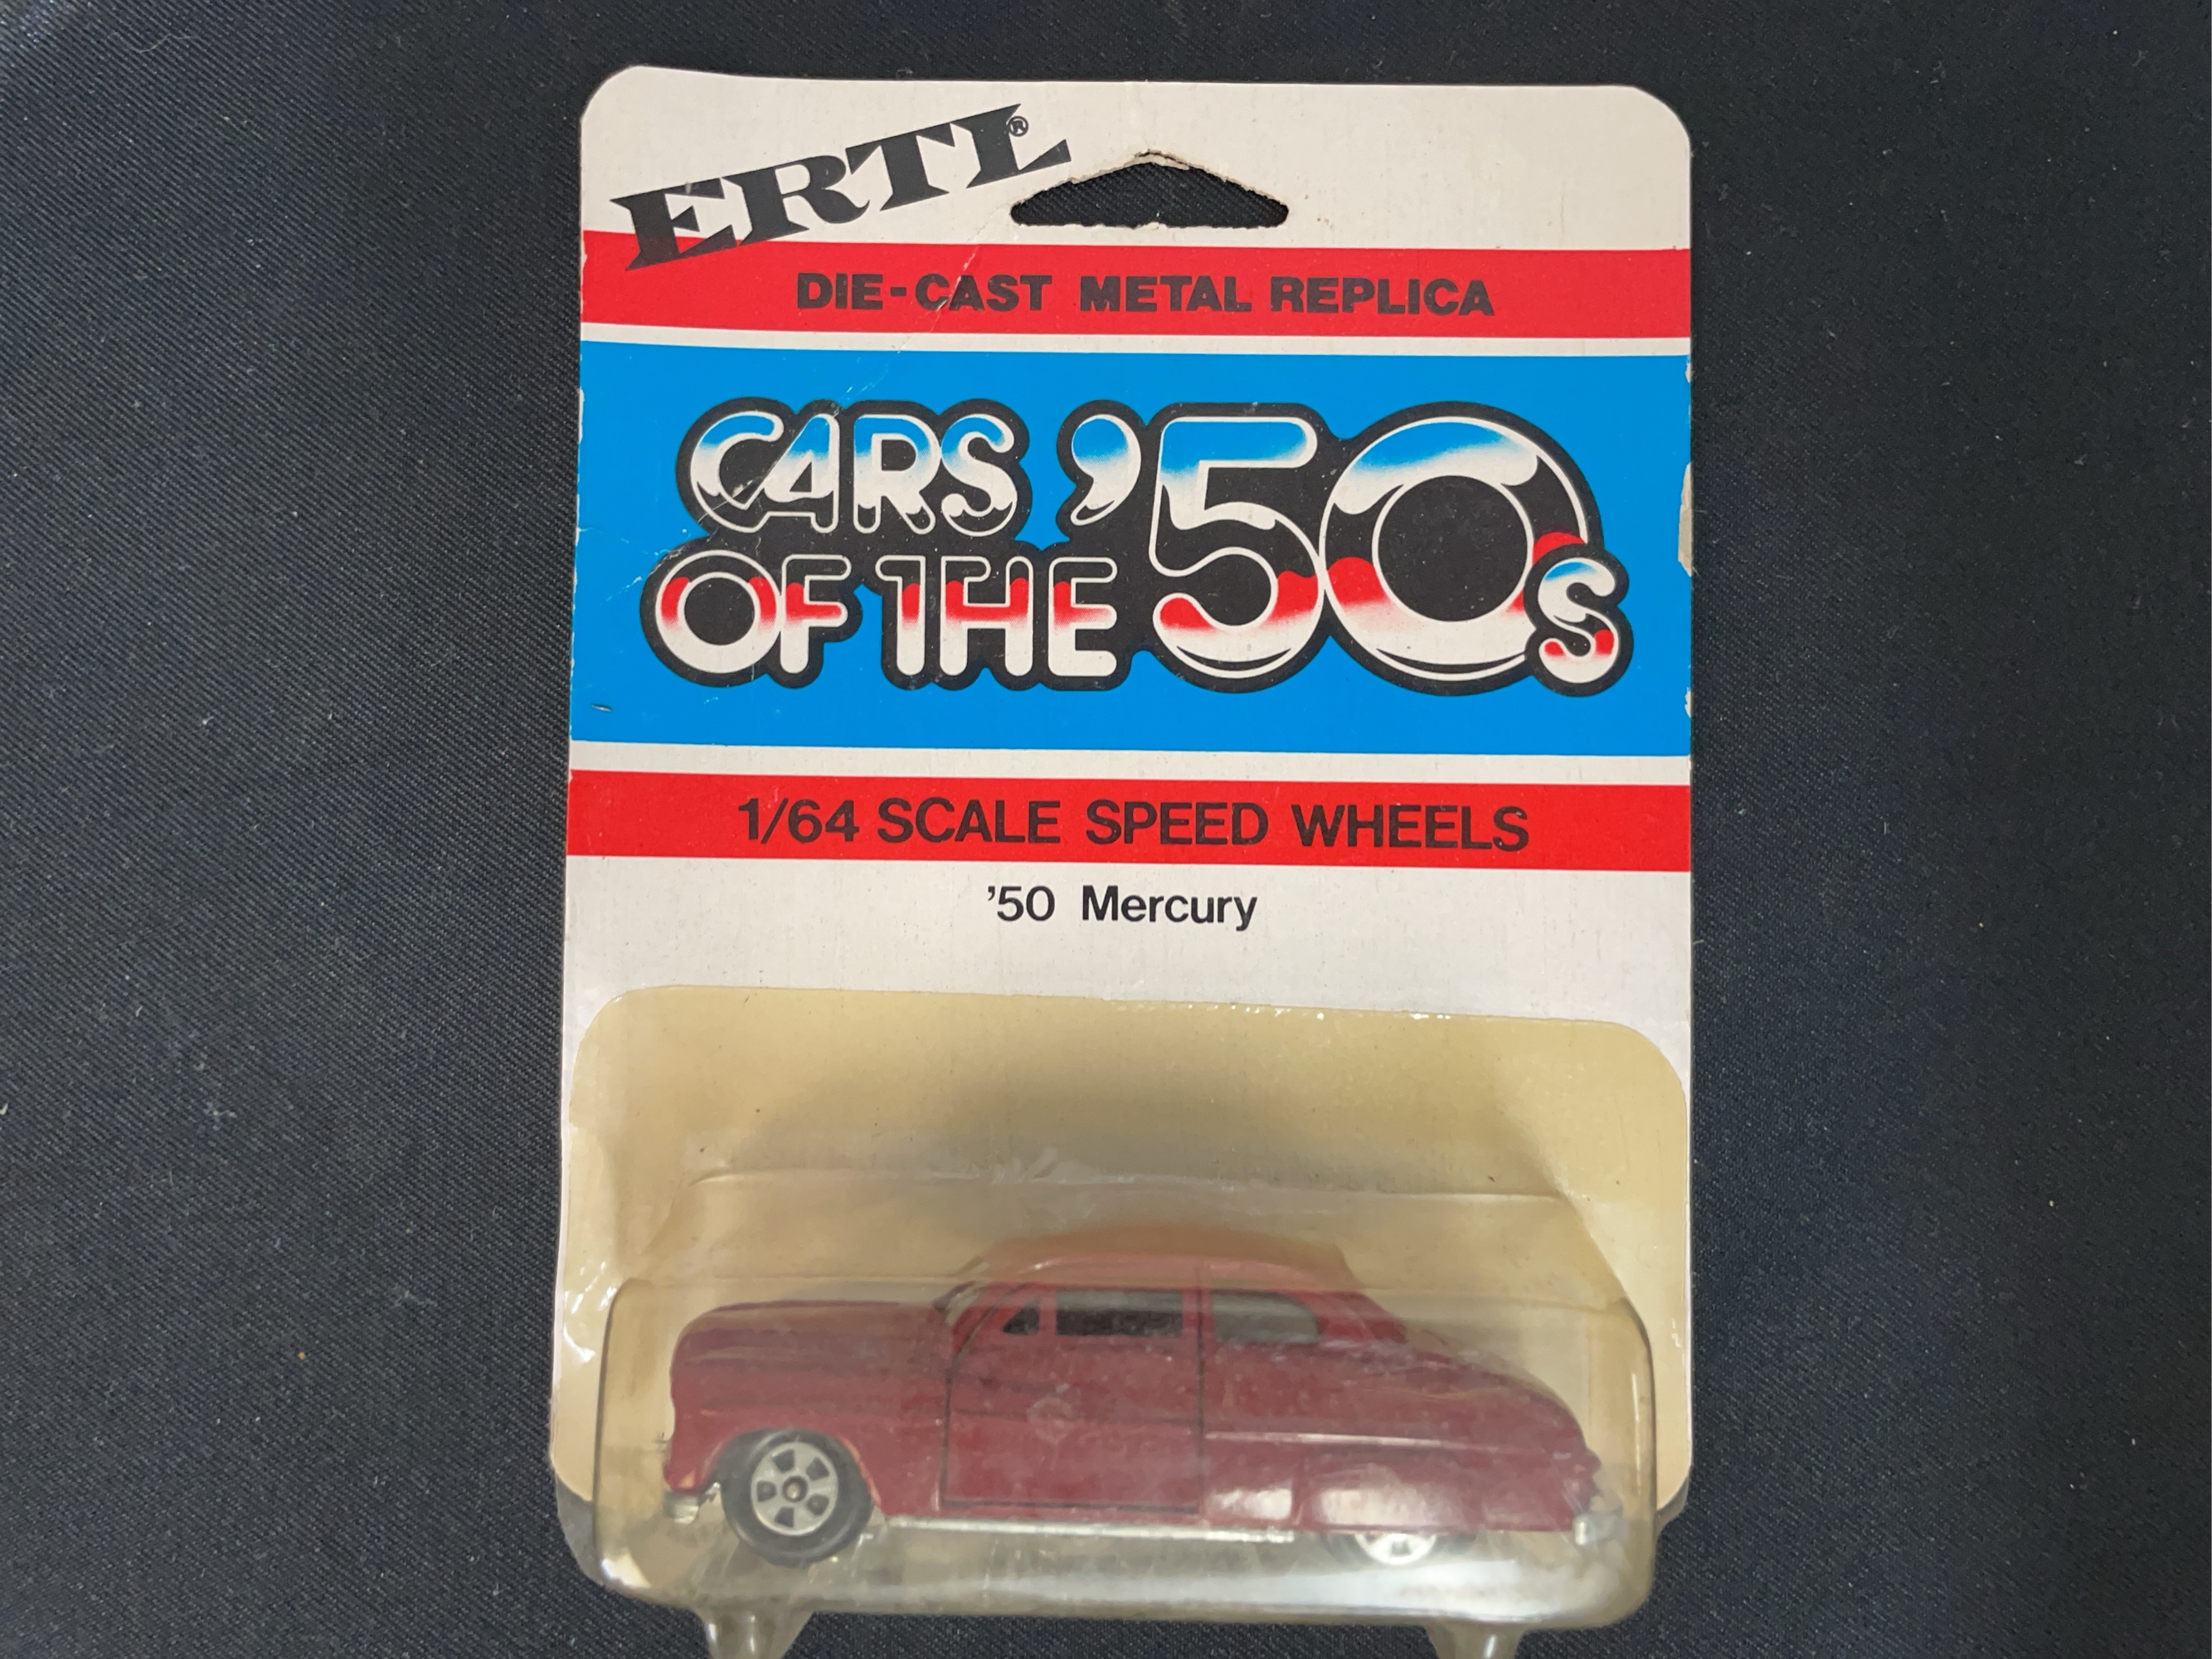 ERTL®
DIE-CAST METAL REPLICA
CARS '50s
OF THE
1/64 SCALE SPEED WHEELS
'50 Mercury